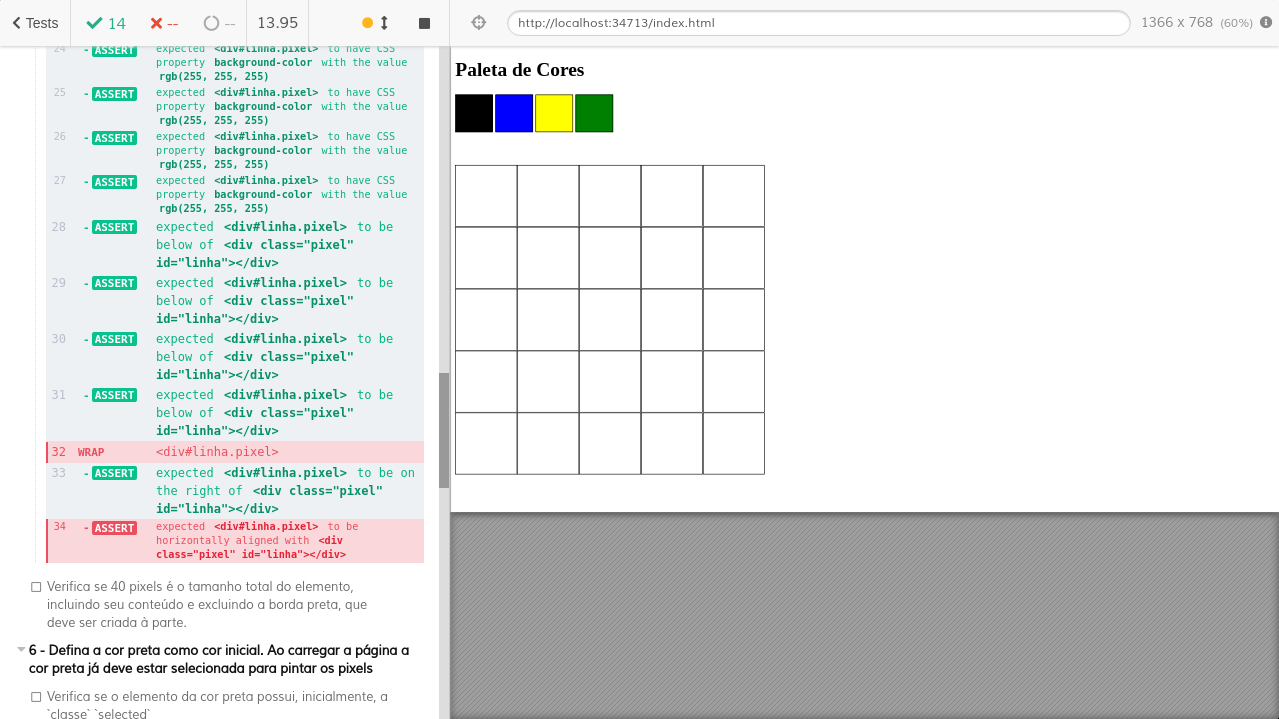 Tests
14
--
--
13.95
http://localhost:34713/index.html
1366 x 768 (60%)
24 - ASSERT expected <div#linha.pixel> to have CSS
property background-color with the value
rgb(255, 255, 255)
25 - ASSERT expected <div#linha.pixel> to have CSS
property background-color with the value
rgb(255, 255, 255)
26 - ASSERT expected <div#linha.pixel> to have CSS
property background-color with the value
rgb(255, 255, 255)
27 - ASSERT expected <div#linha.pixel> to have CSS
property background-color with the value
rgb(255, 255, 255)
28 - ASSERT expected <div#linha.pixel> to be
below of <div class="pixel"
id="linha"></div>
29 - ASSERT expected <div#linha.pixel> to be
below of <div class="pixel"
id="linha"></div>
30 - ASSERT expected <div#linha.pixel> to be
below of <div class="pixel"
id="linha"></div>
31 - ASSERT expected <div#linha.pixel> to be
below of <div class="pixel"
id="linha"></div>
32 WRAP <div#linha.pixel>
33 - ASSERT expected <div#linha.pixel> to be on
the right of <div class="pixel"
id="linha"></div>
34 - ASSERT expected <div#linha.pixel> to be
horizontally aligned with <div
class="pixel" id="linha"></div>
Verifica se 40 pixels é o tamanho total do elemento,
incluindo seu conteúdo e excluindo a borda preta, que
deve ser criada à parte.
6 - Defina a cor preta como cor inicial. Ao carregar a página a
cor preta já deve estar selecionada para pintar os pixels
Verifica se o elemento da cor preta possui, inicialmente, a
`classe` `selected`
Paleta de Cores